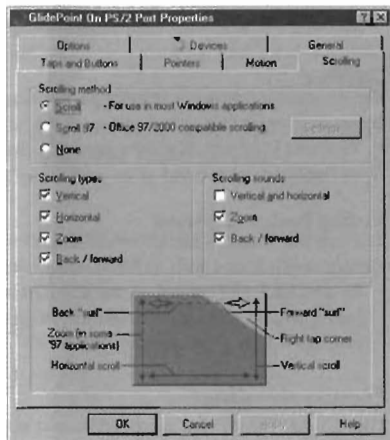 GlidePoint On PS/2 Port Properties
Options Devices General
Taps and Buttons Pointers Motion Scrolling
Scrolling method
Scroll - For use in most Windows applications
Scroll 97 - Office 97/2000 compatible scrolling
None
Scrolling types Scrolling sounds
Vertical Vertical and horizontal
Horizontal Zoom
Zoom Back / forward
Back / forward
Back "surf" Forward "surf"
Zoom (in some
'97 applications) Right tap corner
Horizontal scroll Vertical scroll
OK Cancel Apply Help